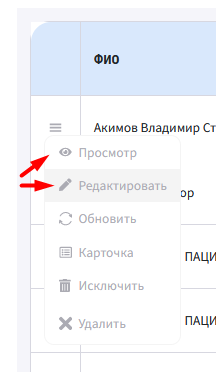 ФИО
Акимов Владимир Ст
Просмотр
Редактировать
ор
Обновить
Карточка
ПАЦИ
Исключить
Удалить
ПАЦИ